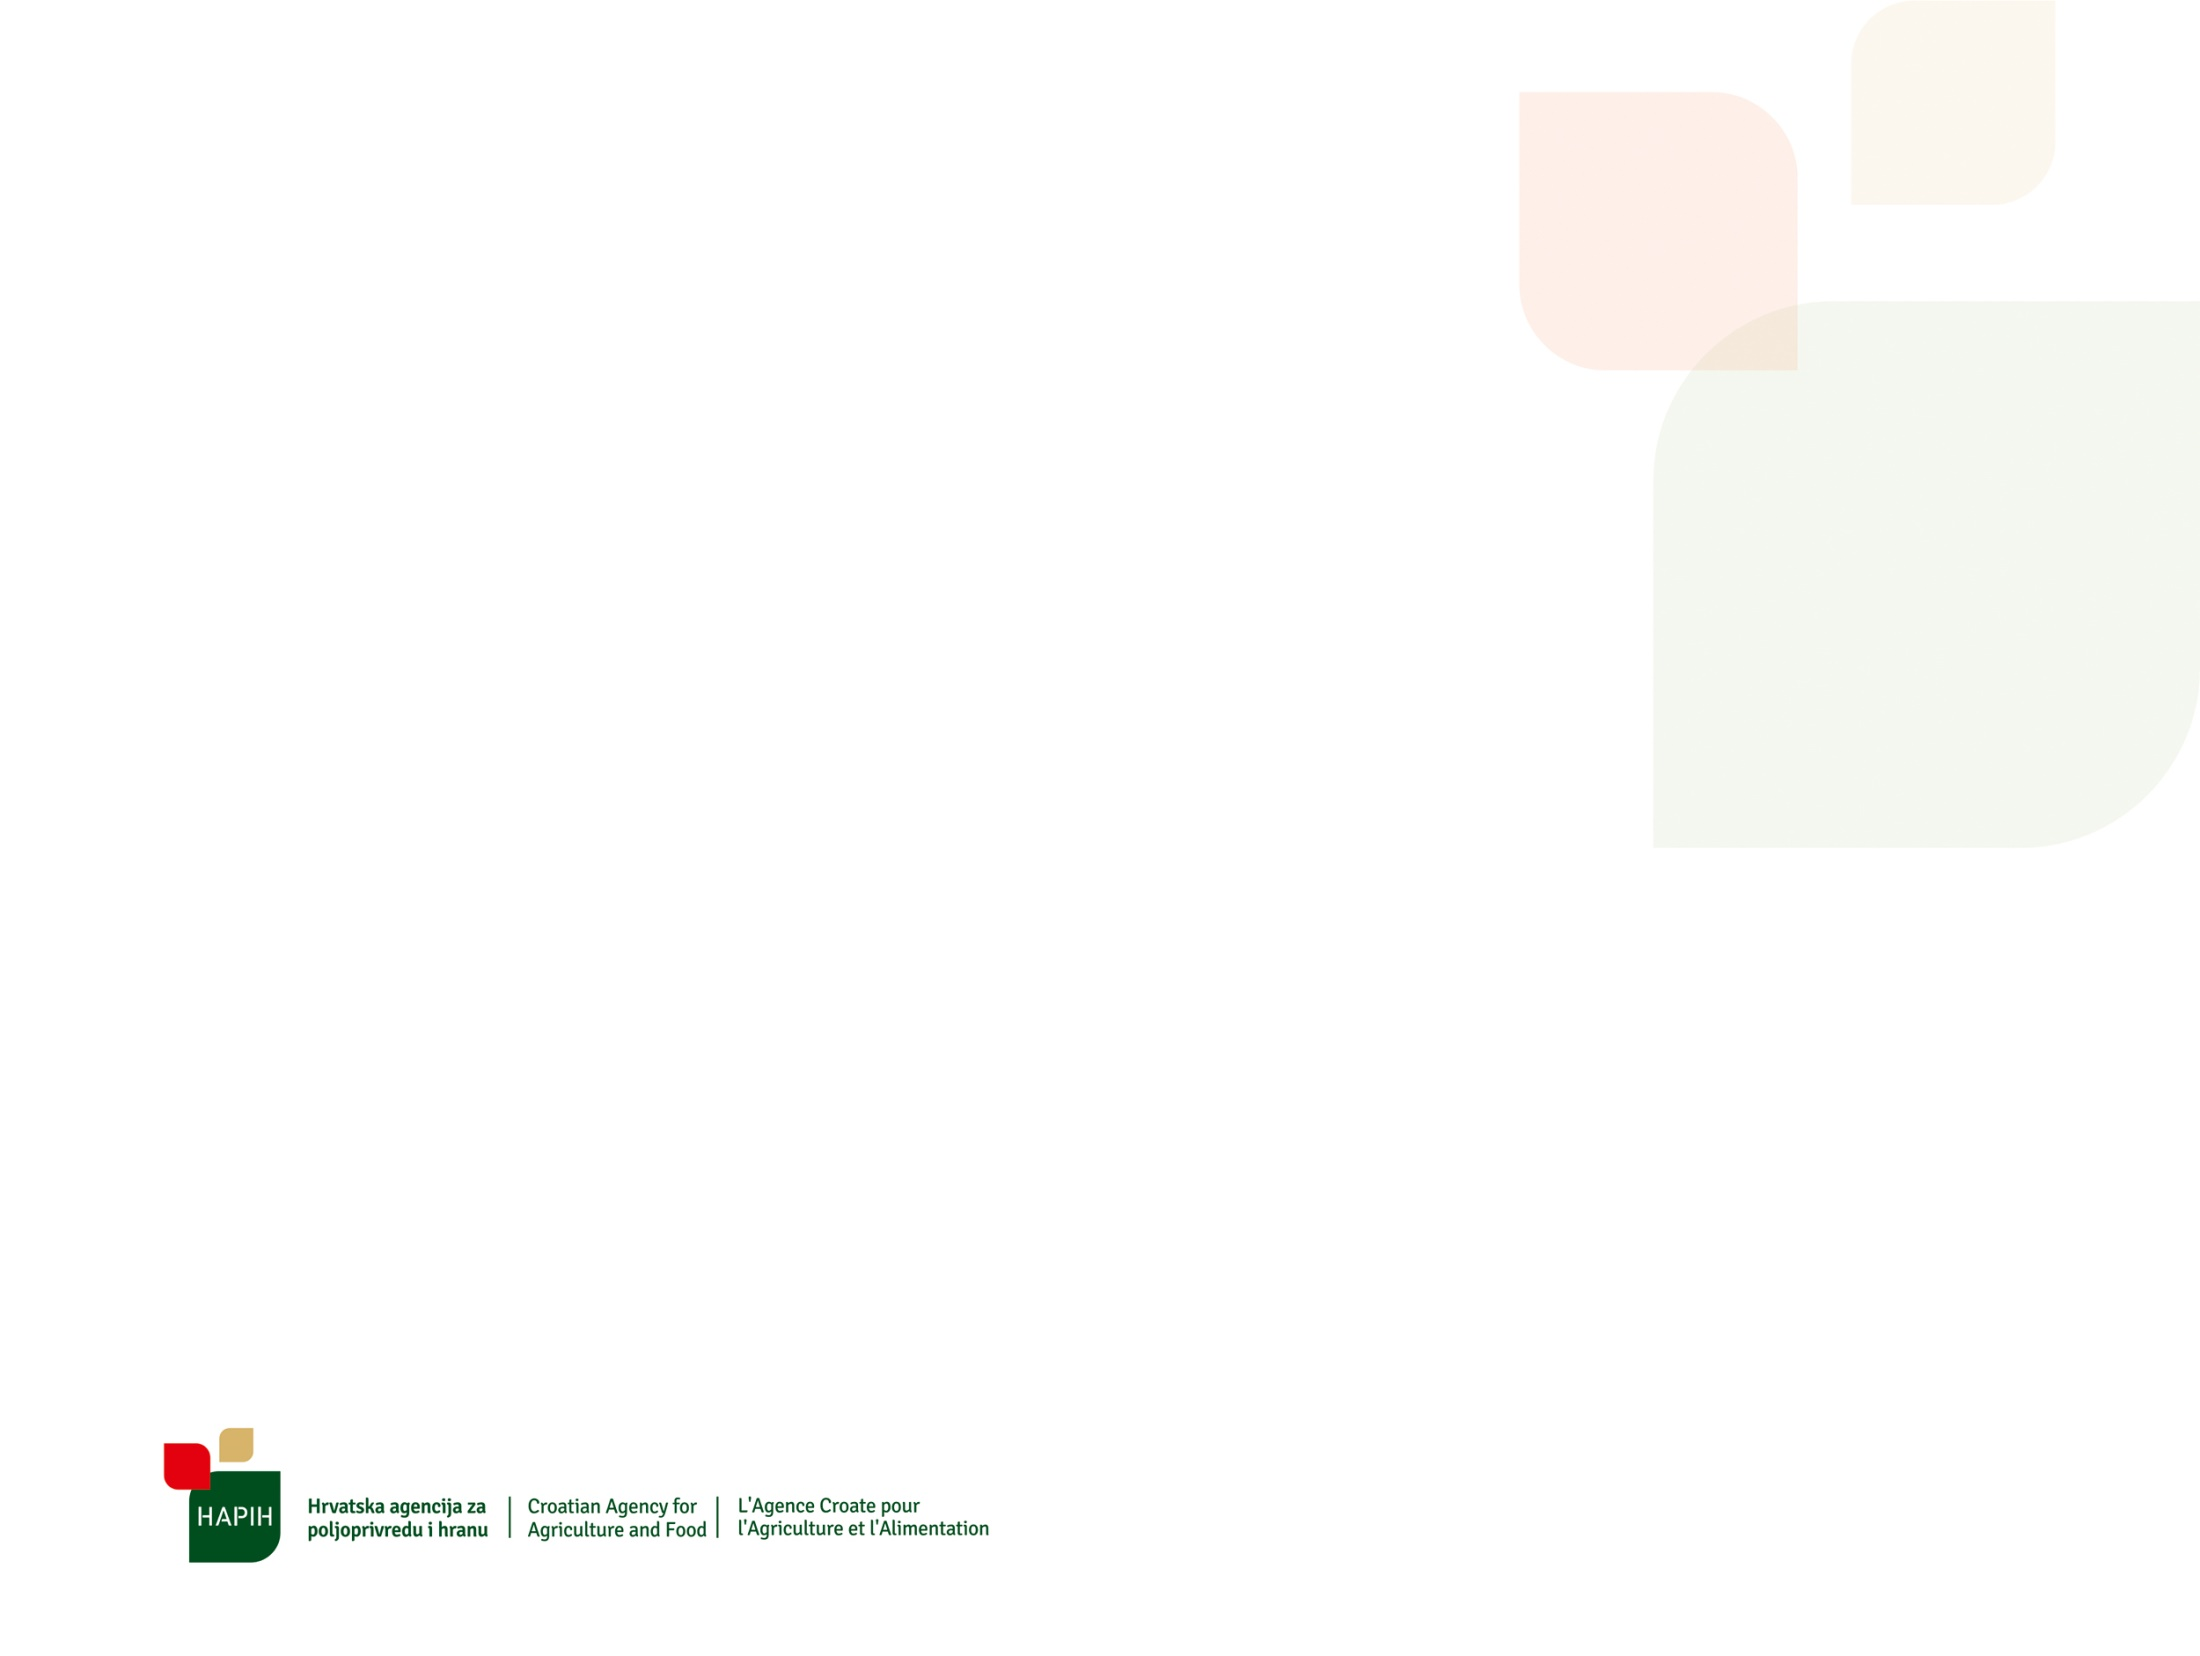 HAPIH
Hrvatska agencija za
poljoprivredu i hranu
Croatian Agency for
Agriculture and Food
L'Agence Croate pour
l'Agriculture et l'Alimentation